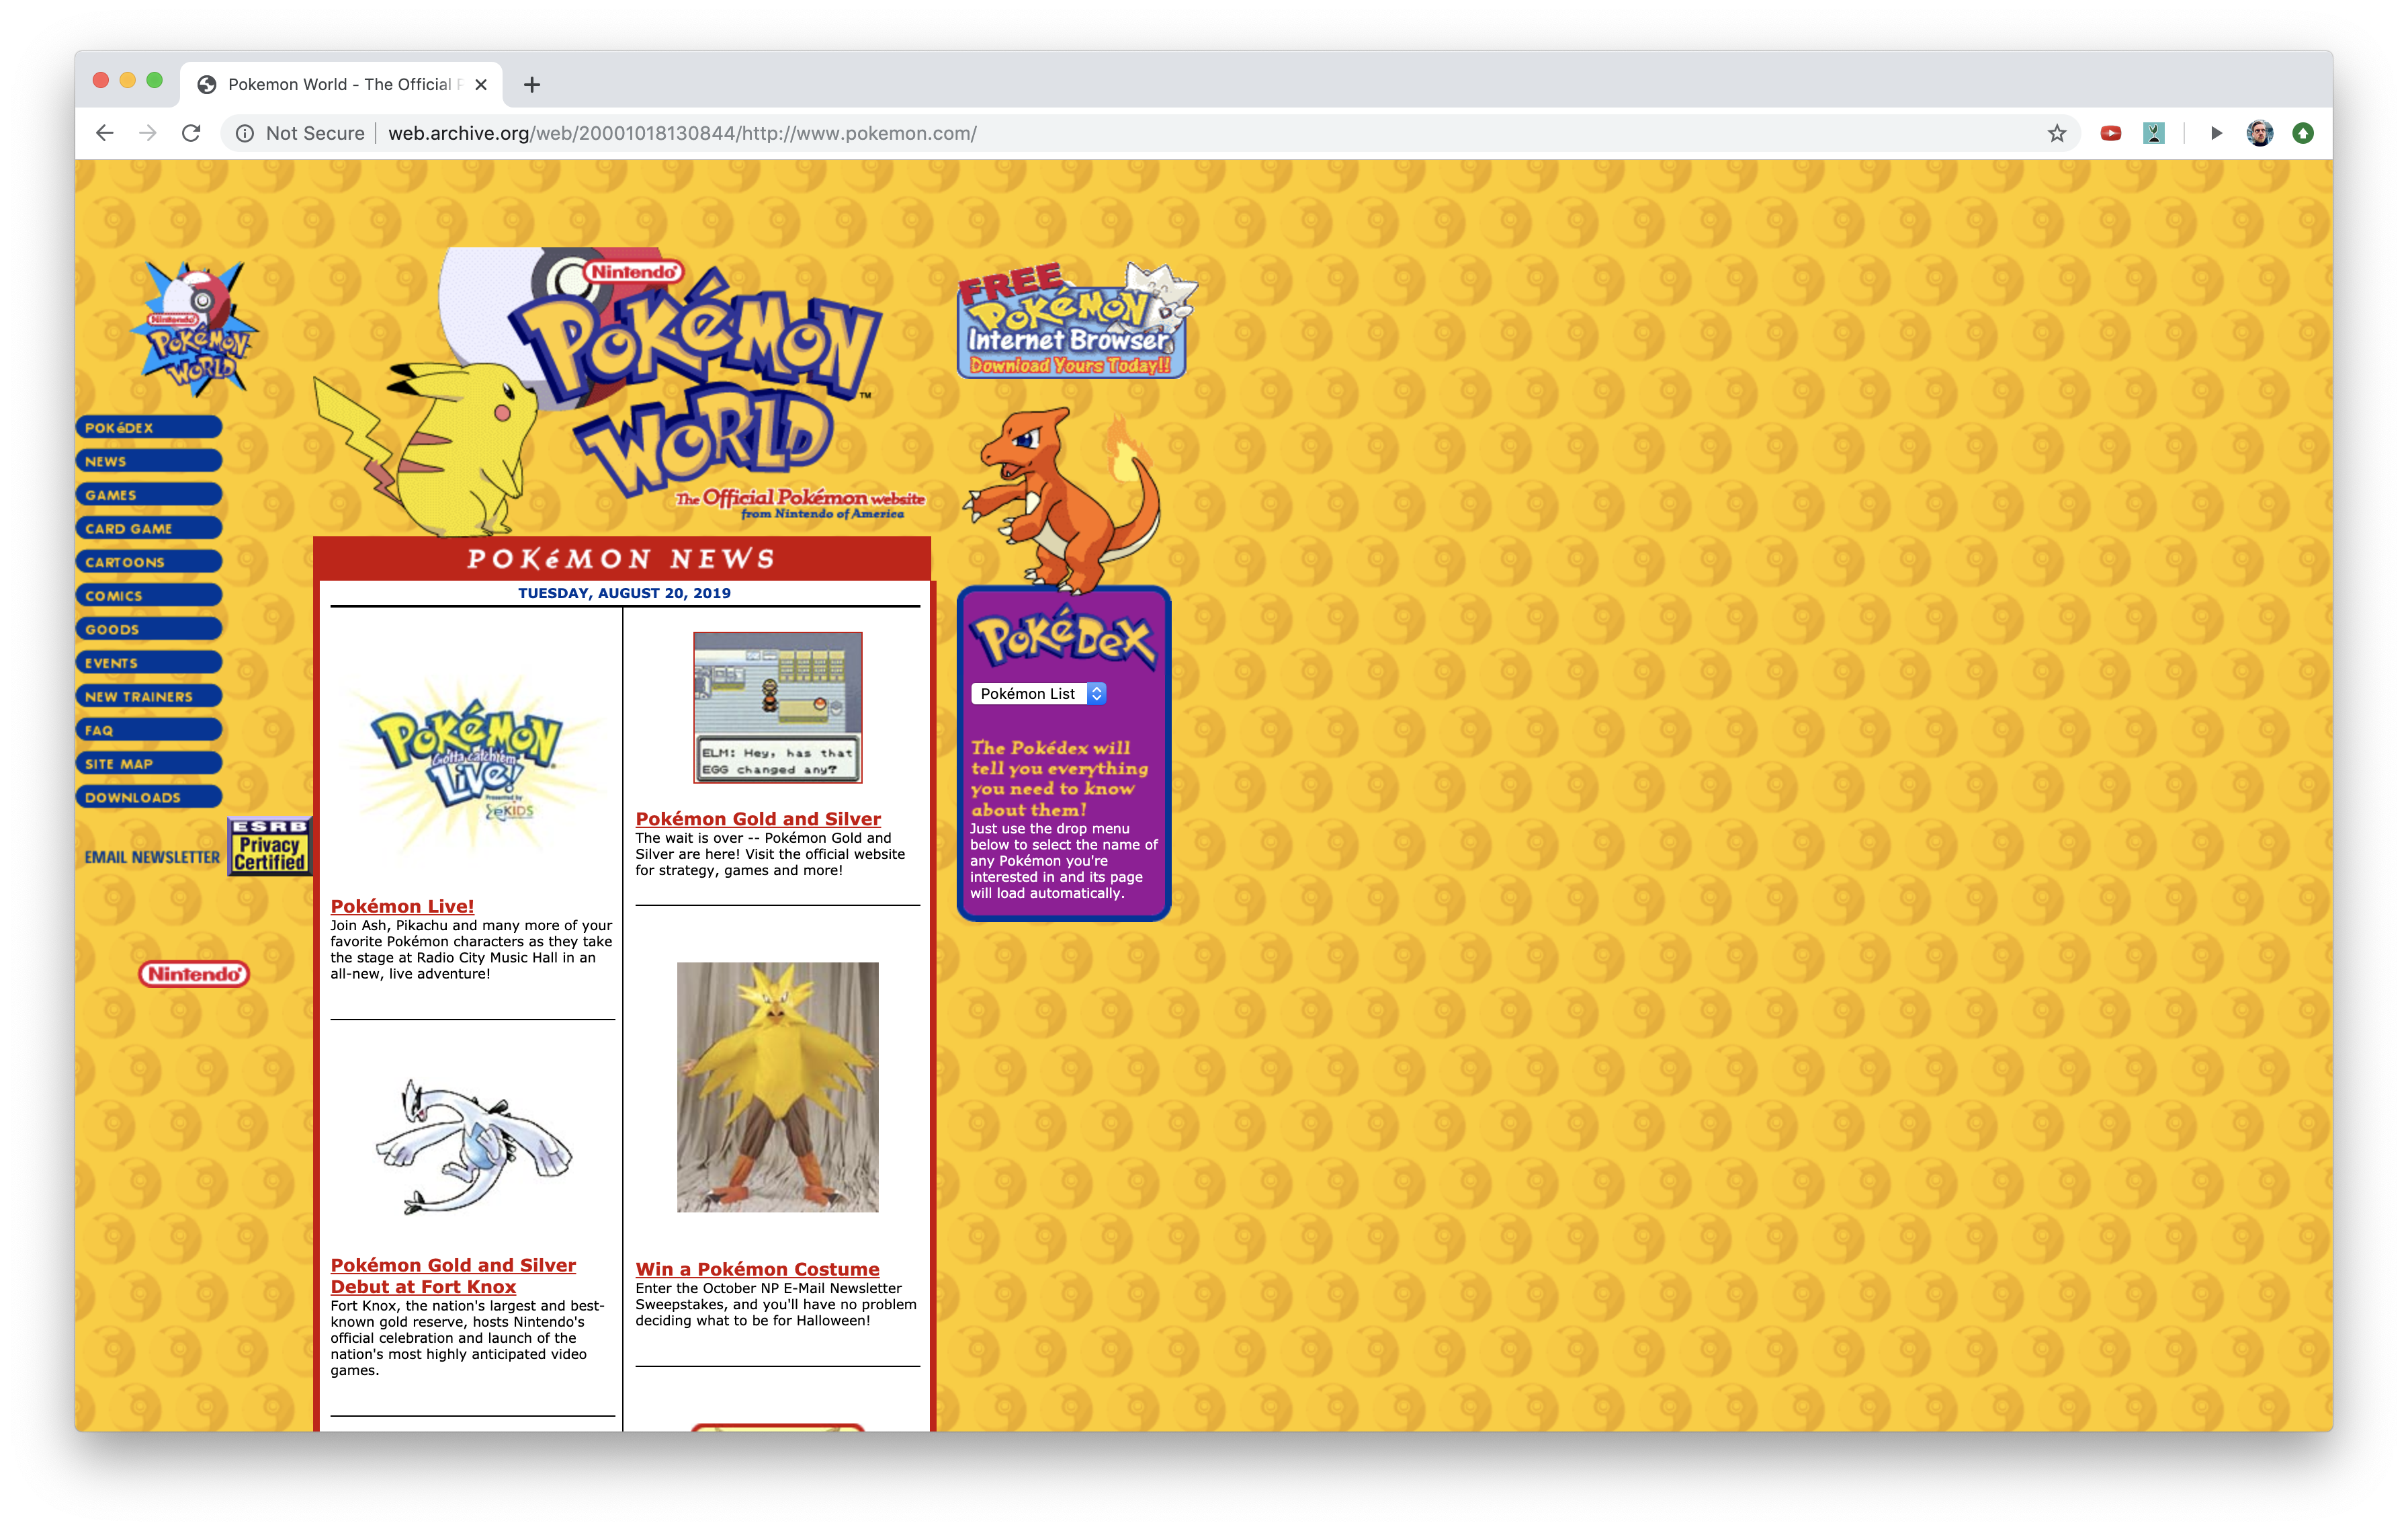 Pokemon World - The Official
Not Secure
web.archive.org/web/20001018130844/http://www.pokemon.com/
Nintendo
POKéMON
WORLD
POKéDEX
NEWS
GAMES
CARD GAME
CARTOONS
COMICS
GOODS
EVENTS
NEW TRAINERS
FAQ
SITE MAP
DOWNLOADS
EMAIL NEWSLETTER
ESRB
Privacy
Certified
Nintendo
Nintendo
POKéMON
WORLD
TM
The Official Pokémon website
from Nintendo of America
POKéMON NEWS
TUESDAY, AUGUST 20, 2019
POKéMON
Gotta catch'em
LIVE!
Presented by
eKIDS
Pokémon Live!
Join Ash, Pikachu and many more of your
favorite Pokémon characters as they take
the stage at Radio City Music Hall in an
all-new, live adventure!
Pokémon Gold and Silver
Debut at Fort Knox
Fort Knox, the nation's largest and best-
known gold reserve, hosts Nintendo's
official celebration and launch of the
nation's most highly anticipated video
games.
ELM: Hey, has that
EGG changed any?
Pokémon Gold and Silver
The wait is over -- Pokémon Gold and
Silver are here! Visit the official website
for strategy, games and more!
Win a Pokémon Costume
Enter the October NP E-Mail Newsletter
Sweepstakes, and you'll have no problem
deciding what to be for Halloween!
FREE
POKéMON
Internet Browser
Download Yours Today!!
POKéDEX
Pokémon List
The Pokédex will
tell you everything
you need to know
about them!
Just use the drop menu
below to select the name of
any Pokémon you're
interested in and its page
will load automatically.